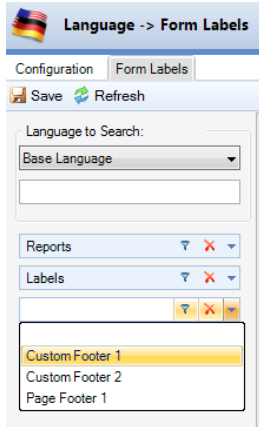 Language -> Form Labels
Configuration Form Labels
Save Refresh
Language to Search:
Base Language
Reports
Labels
Custom Footer 1
Custom Footer 2
Page Footer 1